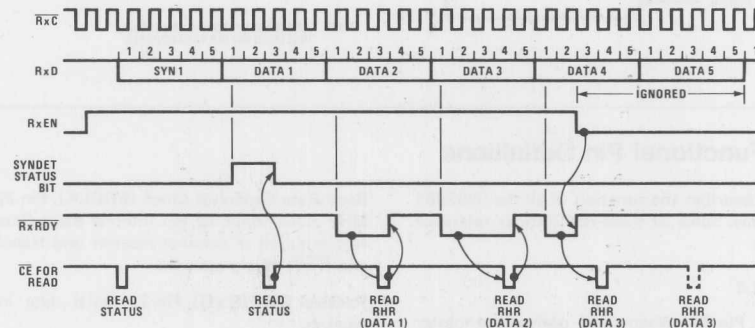 RxC
1 2 3 4 5 1 2 3 4 5 1 2 3 4 5 1 2 3 4 5 1 2 3 4 5 1 2 3 4 5
RxD SYN 1 DATA 1 DATA 2 DATA 3 DATA 4 DATA 5
IGNORED
RxEN
SYNDET
STATUS
BIT
RxRDY
CE FOR
READ
READ
STATUS
READ
STATUS
READ
RHR
(DATA 1)
READ
RHR
(DATA 2)
READ
RHR
(DATA 3)
READ
RHR
(DATA 3)